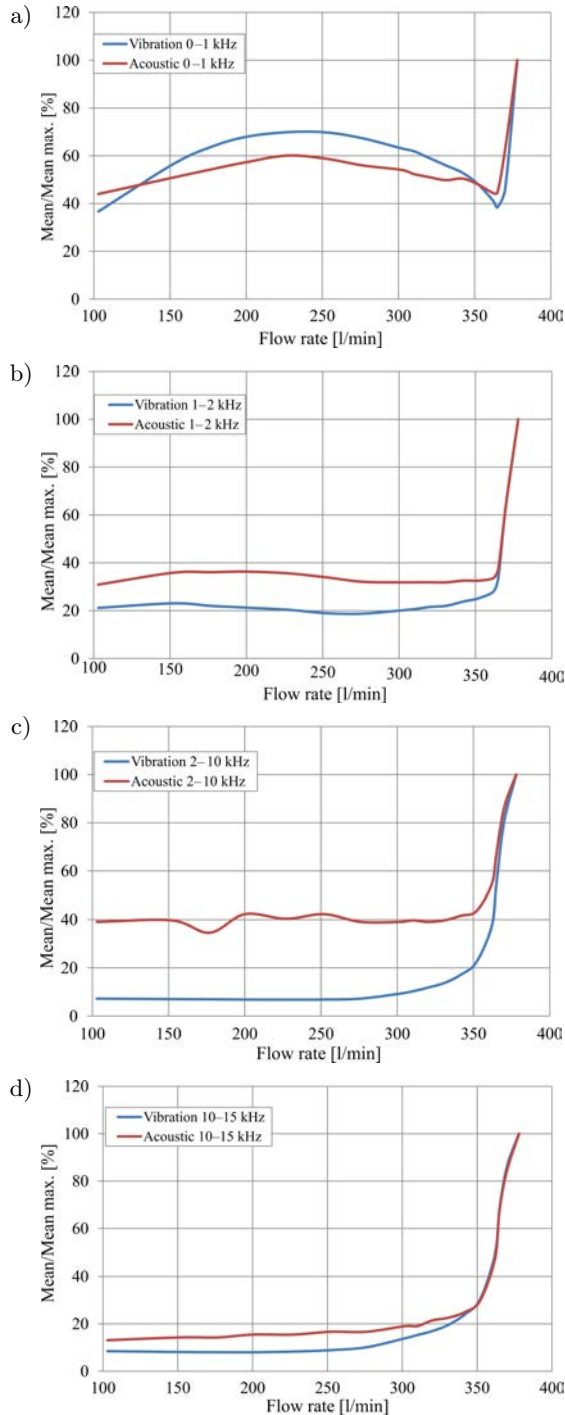 a)
120
Vibration 0–1 kHz
Acoustic 0–1 kHz
100
80
60
40
20
0
Mean/Mean max. [%]
100 150 200 250 300 350 400
Flow rate [l/min]
b)
120
Vibration 1–2 kHz
Acoustic 1–2 kHz
100
80
60
40
20
0
Mean/Mean max. [%]
100 150 200 250 300 350 400
Flow rate [l/min]
c)
120
Vibration 2–10 kHz
Acoustic 2–10 kHz
100
80
60
40
20
0
Mean/Mean max. [%]
100 150 200 250 300 350 400
Flow rate [l/min]
d)
120
Vibration 10–15 kHz
Acoustic 10–15 kHz
100
80
60
40
20
0
Mean/Mean max. [%]
100 150 200 250 300 350 400
Flow rate [l/min]